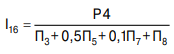 I₁₆ = P4 / П₃+0,5П₅+0,1П₇+П₈